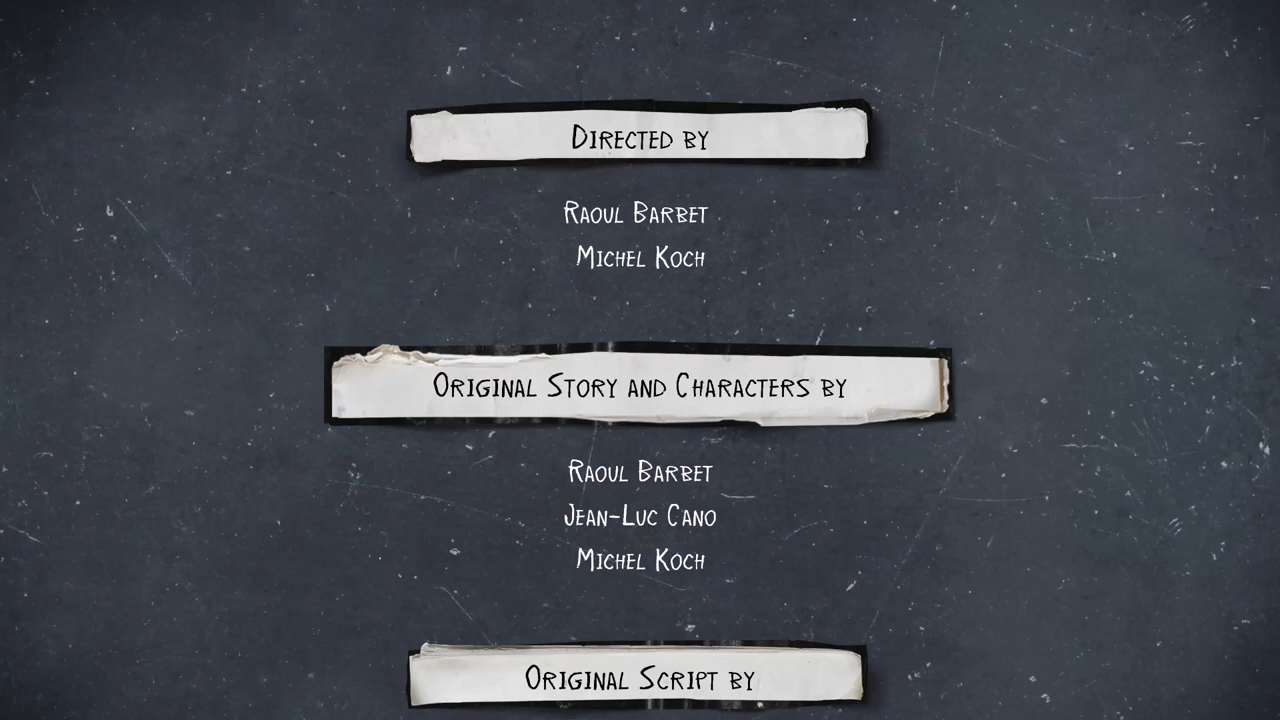 Directed by
Raoul Barbet
Michel Koch
Original Story and Characters by
Raoul Barbet
Jean-Luc Cano
Michel Koch
Original Script by